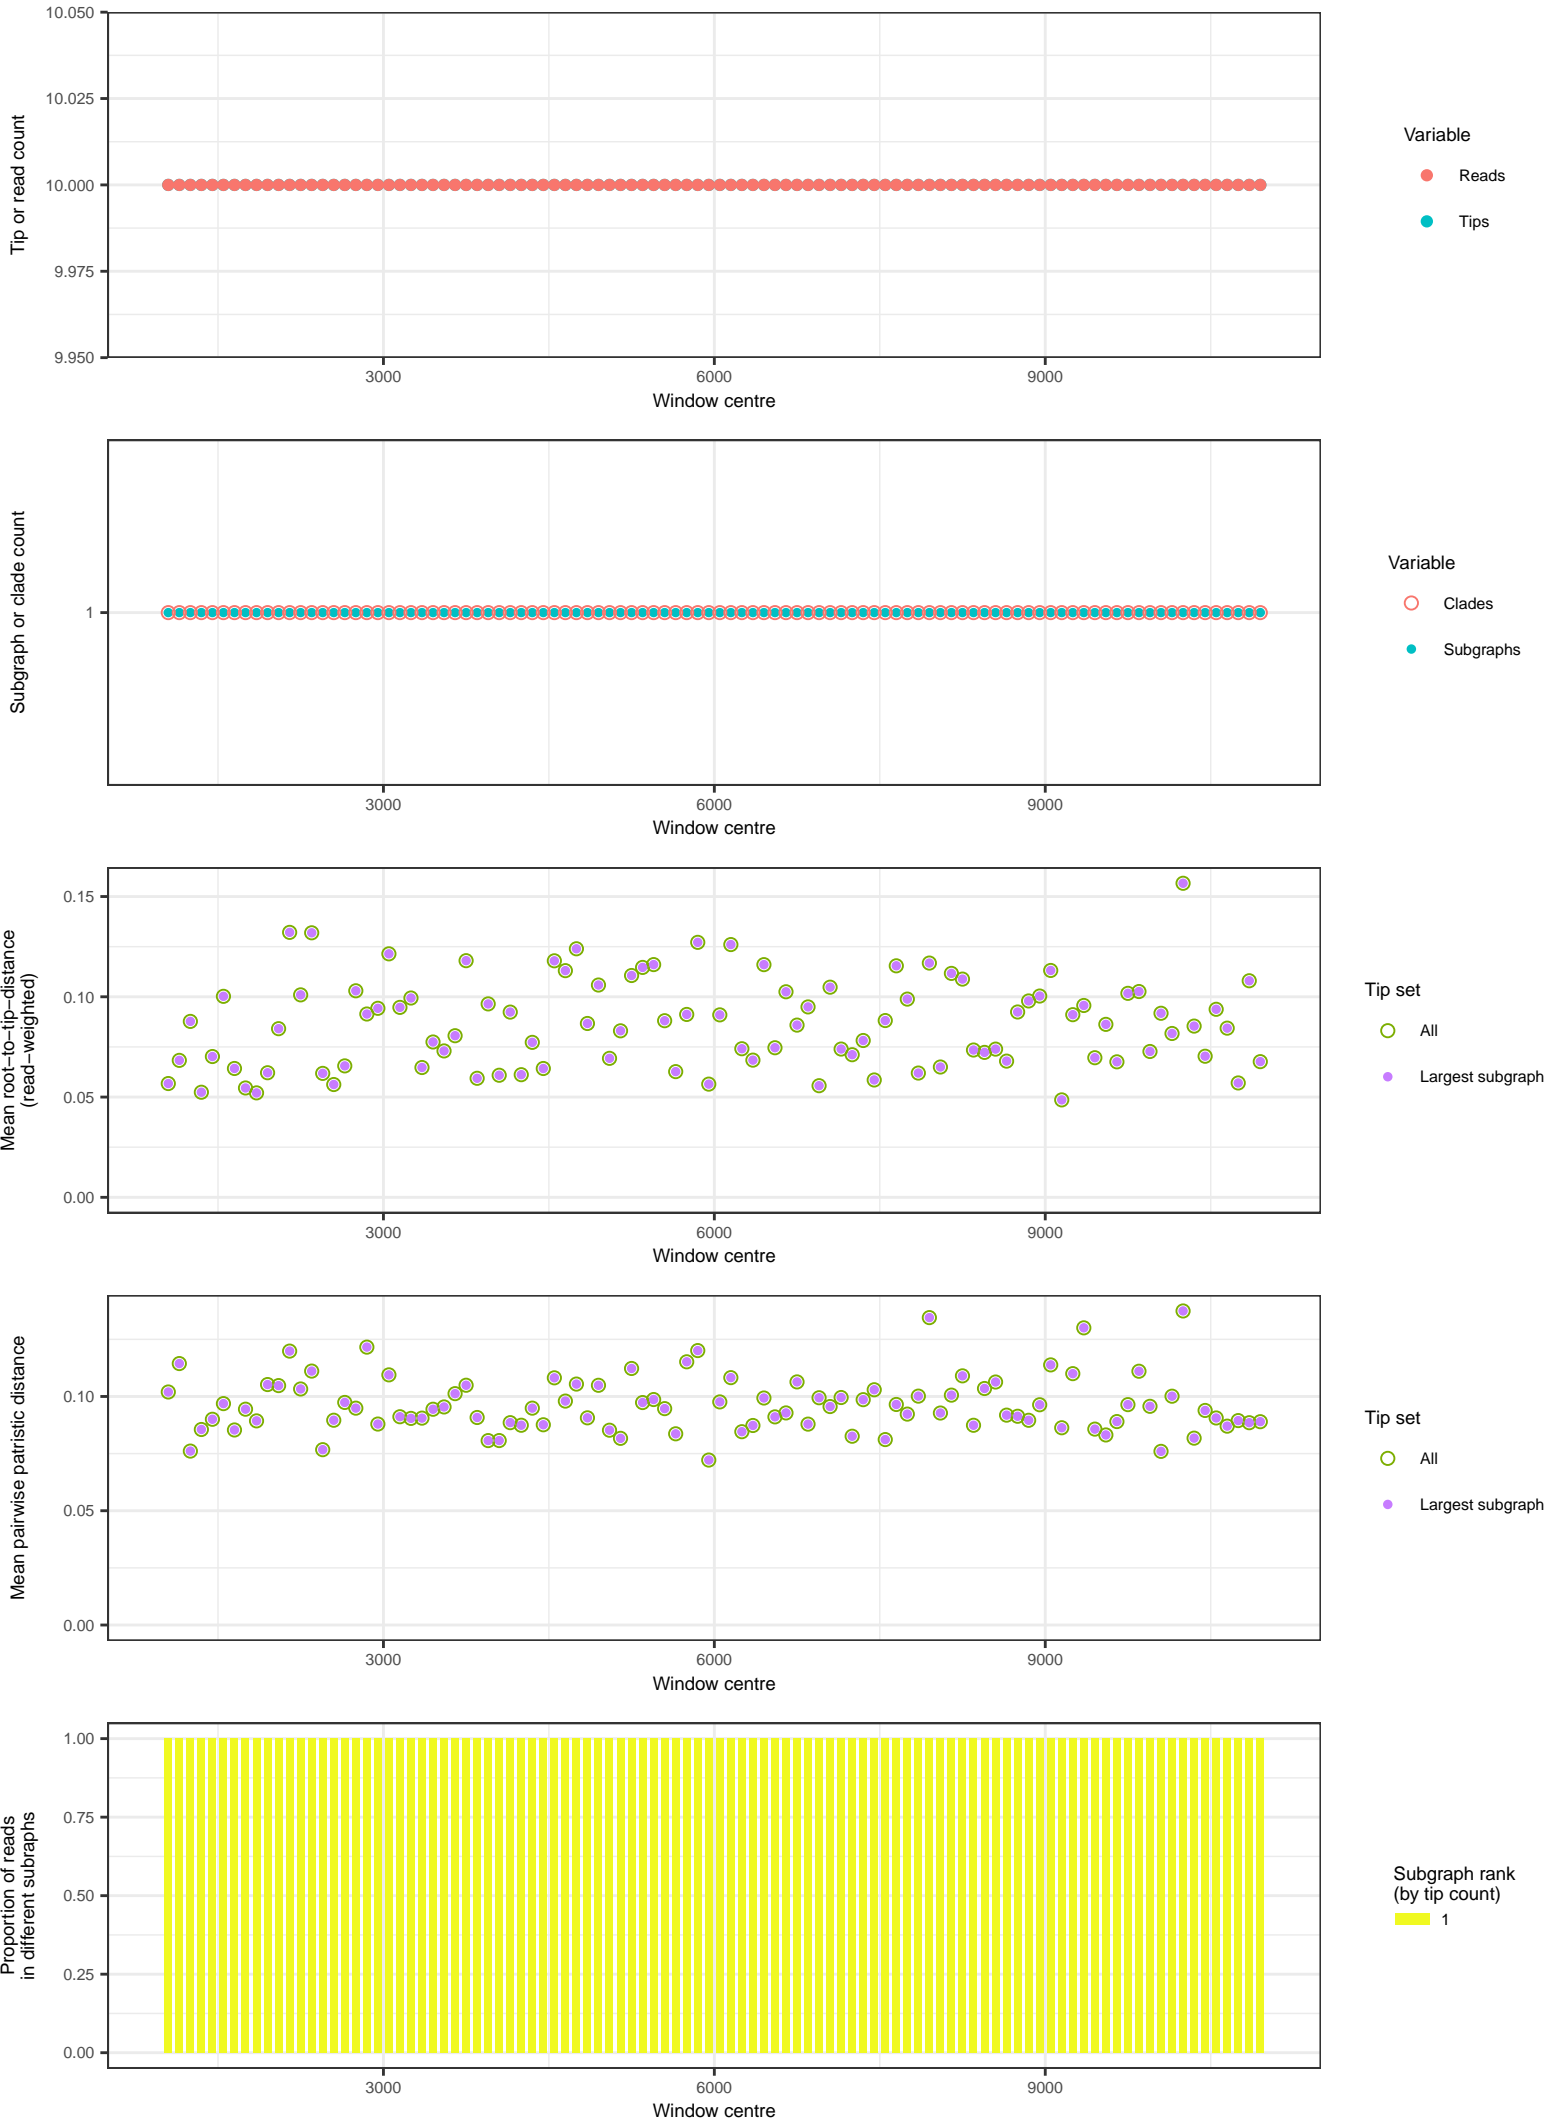 10.050
10.025
10.000
9.975
9.950
Tip or read count
3000
6000
9000
Window centre
Variable
Reads
Tips
1
Subgraph or clade count
3000
6000
9000
Window centre
Variable
Clades
Subgraphs
0.15
0.10
0.05
0.00
Mean root−to−tip−distance
(read−weighted)
3000
6000
9000
Window centre
Tip set
All
Largest subgraph
0.10
0.05
0.00
Mean pairwise patristic distance
3000
6000
9000
Window centre
Tip set
All
Largest subgraph
1.00
0.75
0.50
0.25
0.00
Proportion of reads
in different subraphs
3000
6000
9000
Window centre
Subgraph rank
(by tip count)
1